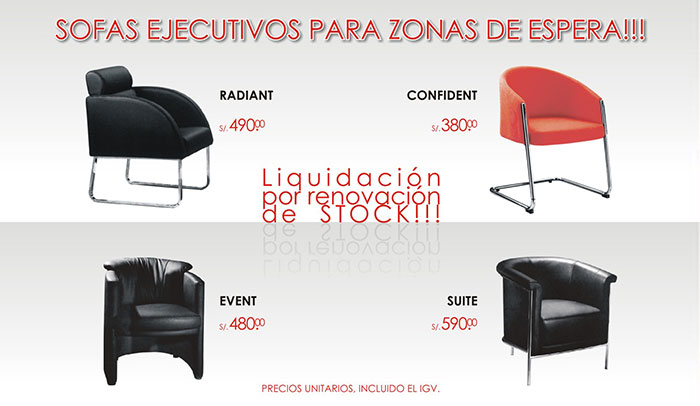 SOFAS EJECUTIVOS PARA ZONAS DE ESPERA!!!
RADIANT
S/. 490.00
CONFIDENT
S/. 380.00
Liquidación
por renovación
de STOCK!!!
EVENT
S/. 480.00
SUITE
S/. 590.00
PRECIOS UNITARIOS, INCLUIDO EL IGV.